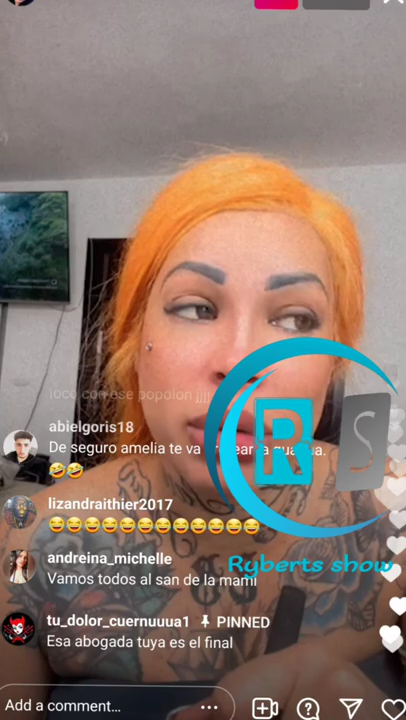 loco con ese popolon jjjj
abielgoris18
De seguro amelia te va
lizandraithier2017
andreina_michelle
Vamos todos al san de la mami
tu_dolor_cuernuuua1 PINNED
Esa abogada tuya es el final
R S
Ryberts show
Add a comment...